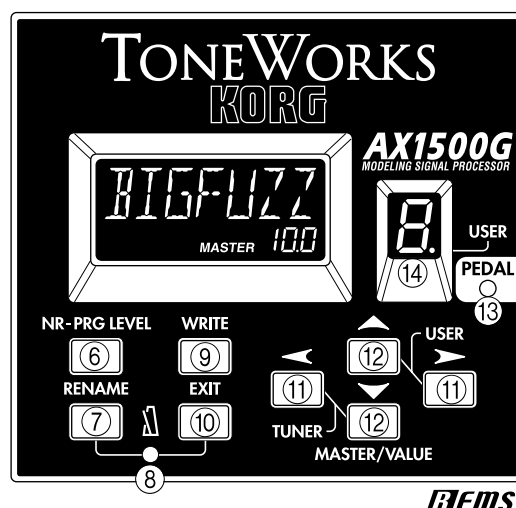 TONEWORKS
KORG
AX1500G
MODELING SIGNAL PROCESSOR
BIGFUZZ
MASTER 10.0
8.
USER
14
PEDAL
13
NR-PRG LEVEL WRITE
6 9
12
USER
RENAME EXIT
11 11
7 10
12
TUNER
MASTER/VALUE
8
REMS